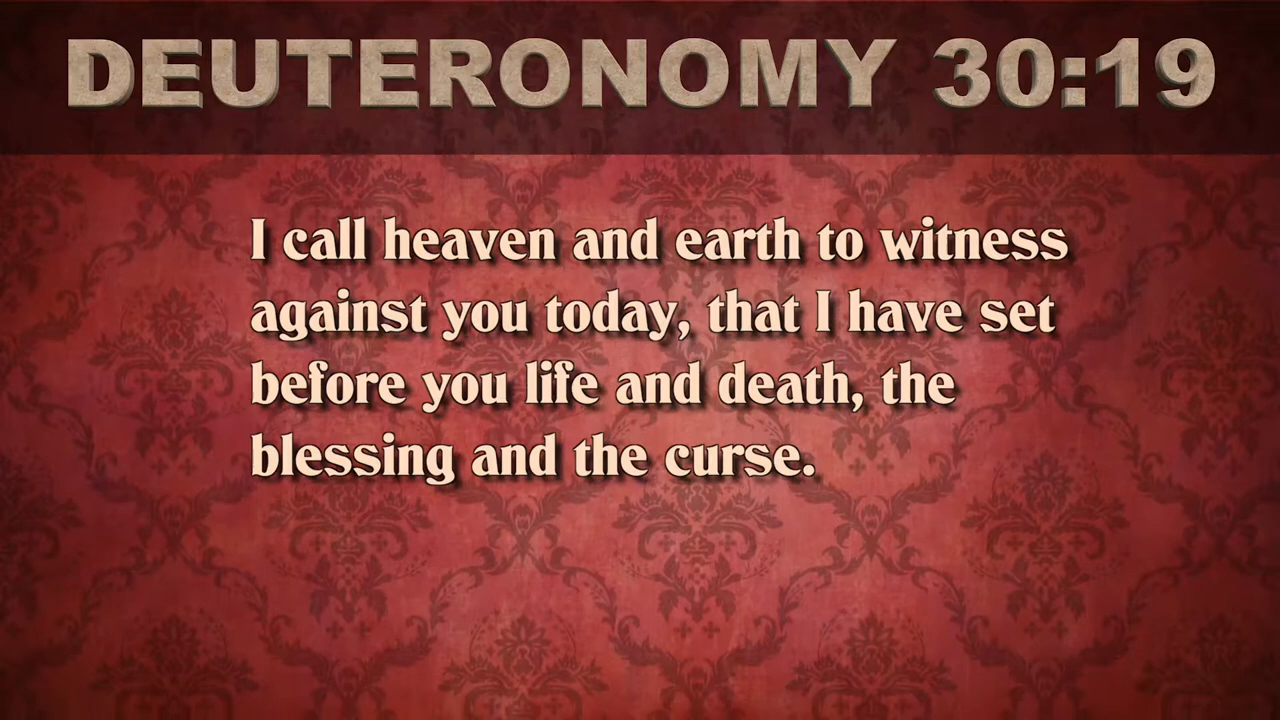 DEUTERONOMY 30:19
I call heaven and earth to witness
against you today, that I have set
before you life and death, the
blessing and the curse.